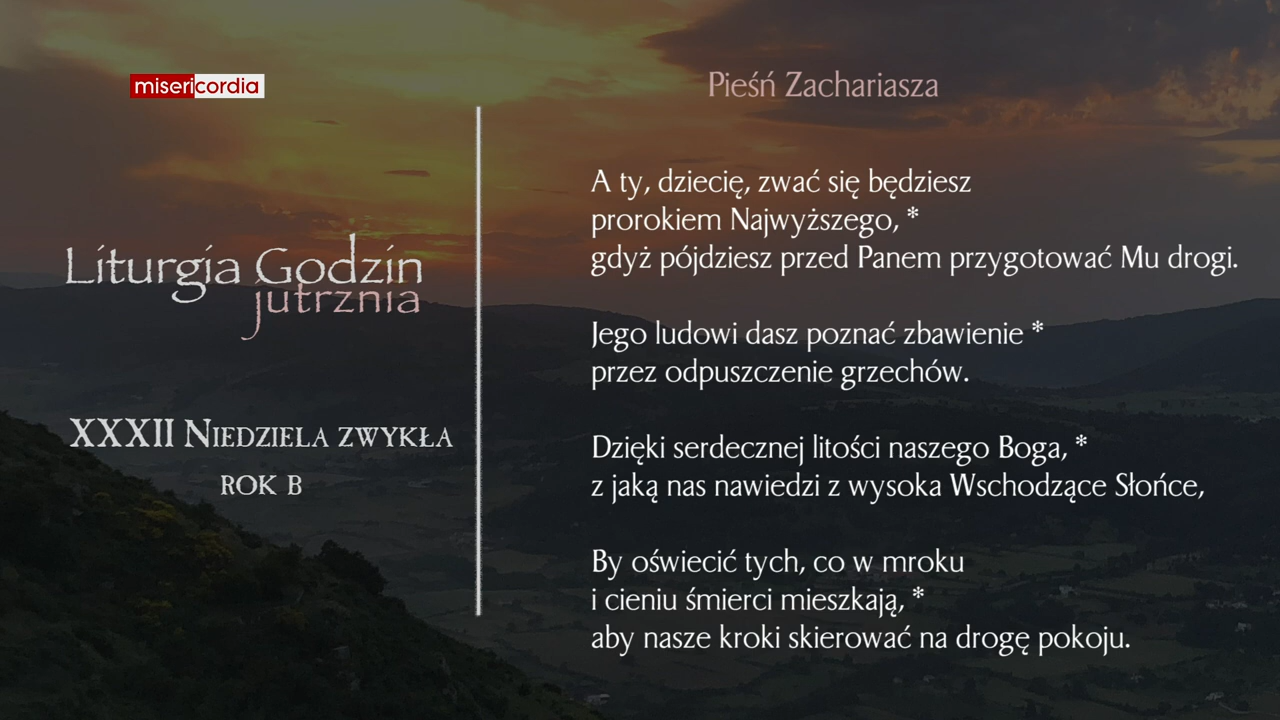 misericordia
Liturgia Godzin
jutrznia
XXXII Niedziela zwykła
rok B
Pieśń Zachariasza
A ty, dziecię, zwać się będziesz
prorokiem Najwyższego, *
gdyż pójdziesz przed Panem przygotować Mu drogi.
Jego ludowi dasz poznać zbawienie *
przez odpuszczenie grzechów.
Dzięki serdecznej litości naszego Boga, *
z jaką nas nawiedzi z wysoka Wschodzące Słońce,
By oświecić tych, co w mroku
i cieniu śmierci mieszkają, *
aby nasze kroki skierować na drogę pokoju.